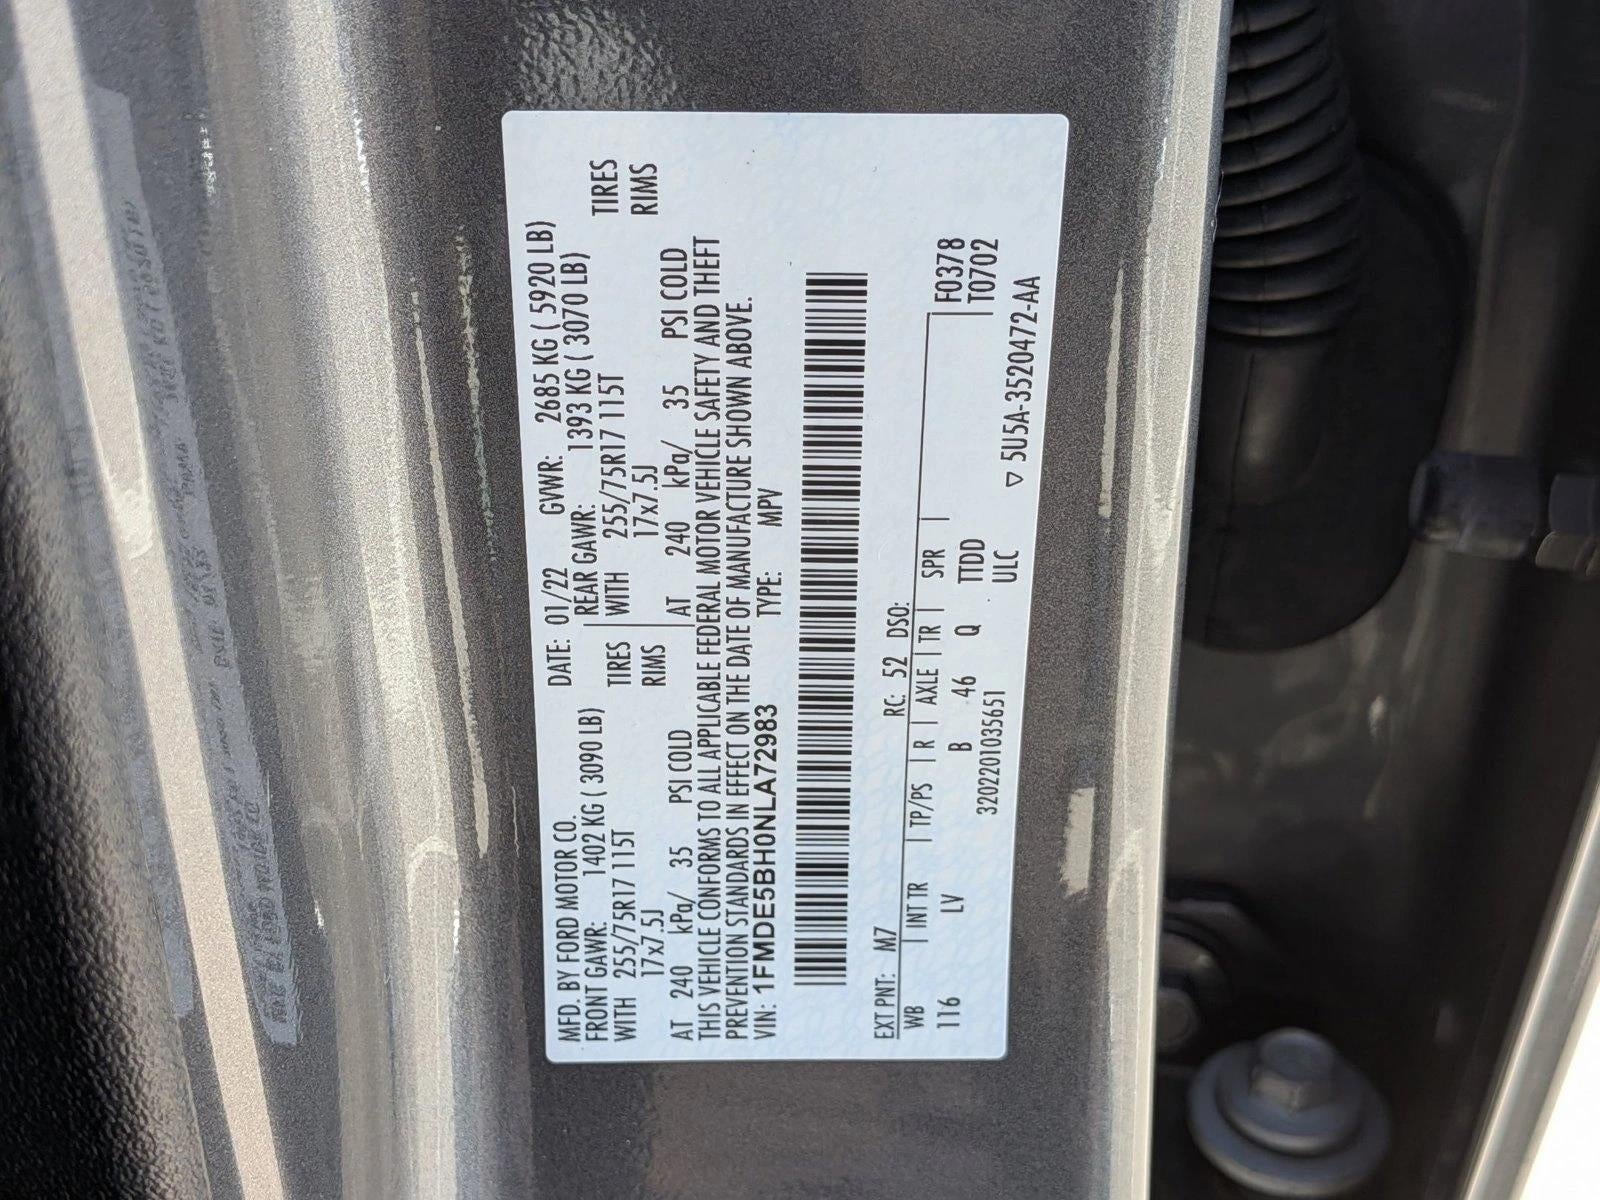 MFD. BY FORD MOTOR CO. DATE: 01/22 GVWR: 2685 KG ( 5920 LB)
FRONT GAWR: 1402 KG ( 3090 LB) REAR GAWR: 1393 KG ( 3070 LB)
WITH 255/75R17 115T TIRES WITH 255/75R17 115T TIRES
17x7.5J RIMS 17x7.5J RIMS
AT 240 kPa/ 35 PSI COLD AT 240 kPa/ 35 PSI COLD
THIS VEHICLE CONFORMS TO ALL APPLICABLE FEDERAL MOTOR VEHICLE SAFETY AND THEFT
PREVENTION STANDARDS IN EFFECT ON THE DATE OF MANUFACTURE SHOWN ABOVE.
VIN: 1FMDE5BH0NLA72983 TYPE: MPV
EXT PNT: M7 RC: 52 DSO:
WB INT TR TP/PS R AXLE TR SPR F0378
116 LV B 46 Q TTDD T0702
3202201035651 ULC
▽ 5U5A-3520472-AA